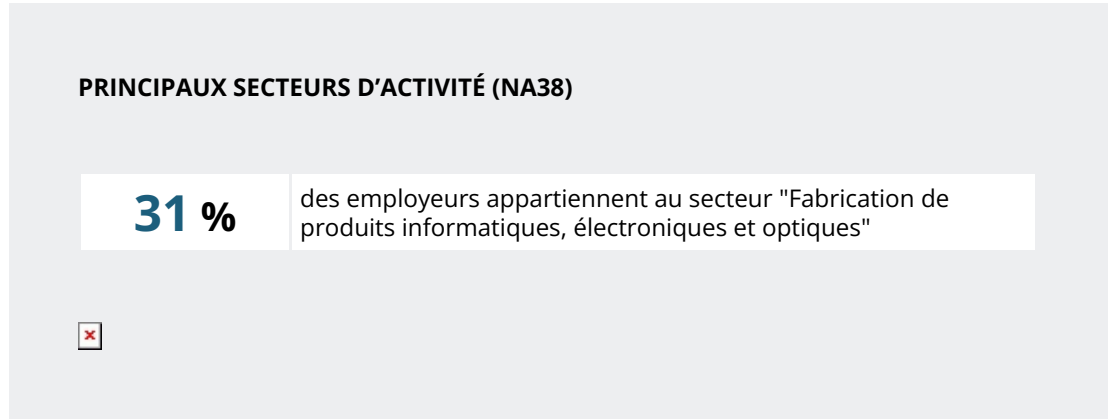 PRINCIPAUX SECTEURS D’ACTIVITÉ (NA38)
31 %
des employeurs appartiennent au secteur "Fabrication de
produits informatiques, électroniques et optiques"